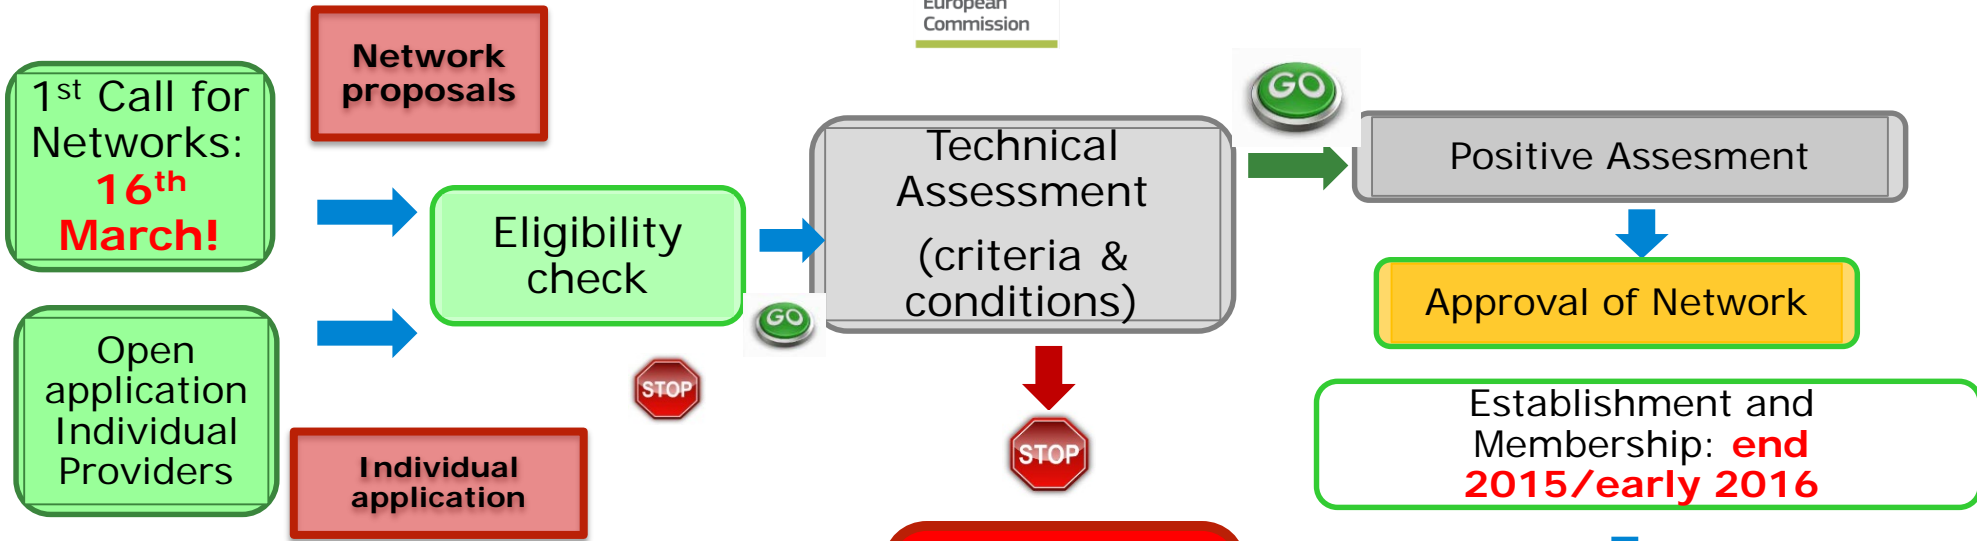 European
Commission
Network
proposals
1st Call for
Networks:
16th
March!
GO
Technical
Assessment
(criteria &
conditions)
Positive Assesment
Eligibility
check
GO
Approval of Network
Open
application
Individual
Providers
STOP
STOP
Establishment and
Membership: end
2015/early 2016
Individual
application